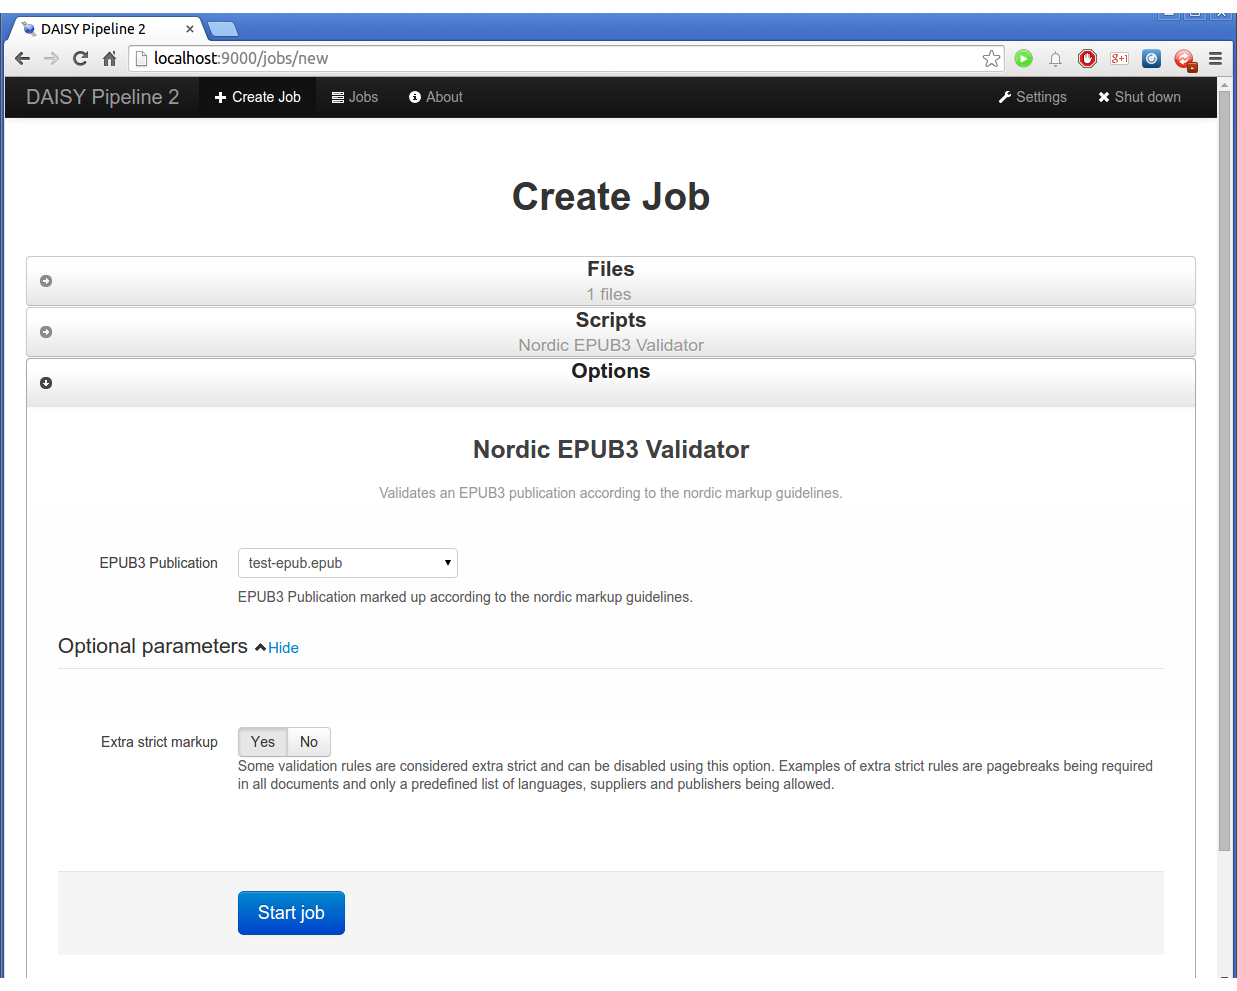 DAISY Pipeline 2 ×
localhost:9000/jobs/new
g+1
DAISY Pipeline 2 Create Job Jobs About Settings Shut down
Create Job
Files
1 files
Scripts
Nordic EPUB3 Validator
Options
Nordic EPUB3 Validator
Validates an EPUB3 publication according to the nordic markup guidelines.
EPUB3 Publication test-epub.epub
EPUB3 Publication marked up according to the nordic markup guidelines.
Optional parameters Hide
Extra strict markup Yes No
Some validation rules are considered extra strict and can be disabled using this option. Examples of extra strict rules are pagebreaks being required
in all documents and only a predefined list of languages, suppliers and publishers being allowed.
Start job